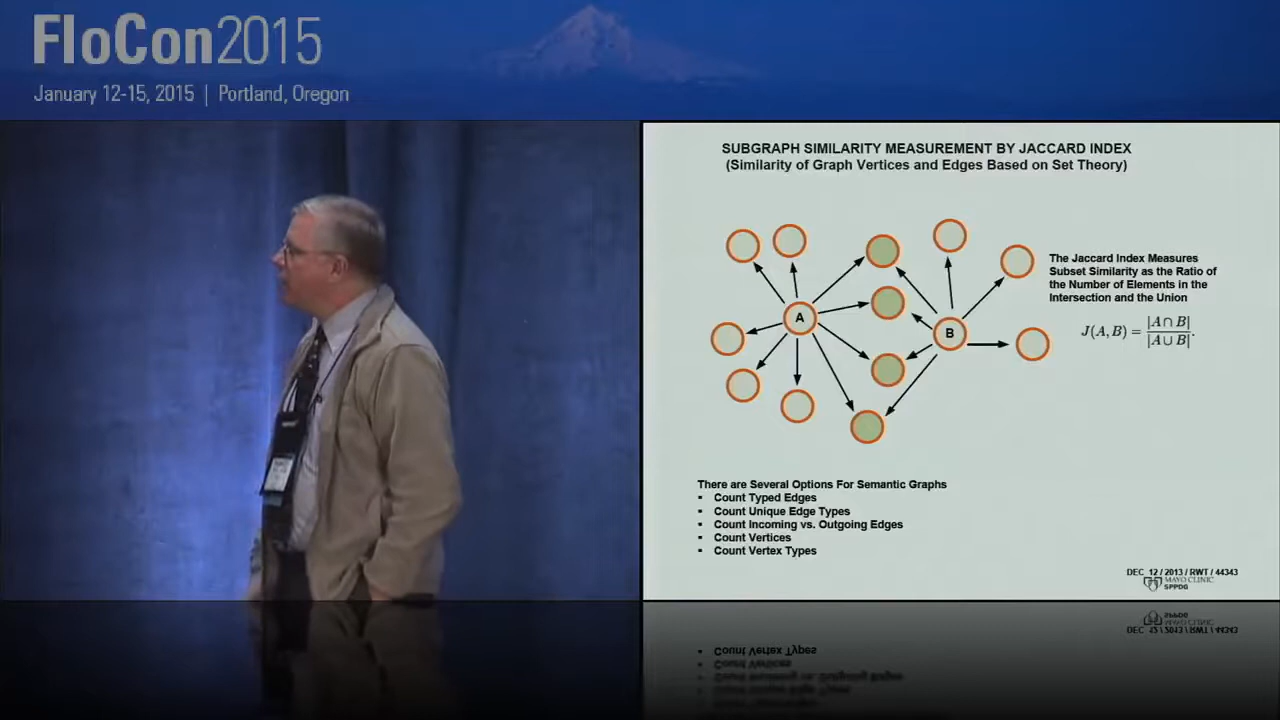 FloCon2015
January 12-15, 2015 | Portland, Oregon
SUBGRAPH SIMILARITY MEASUREMENT BY JACCARD INDEX
(Similarity of Graph Vertices and Edges Based on Set Theory)
A
B
The Jaccard Index Measures
Subset Similarity as the Ratio of
the Number of Elements in the
Intersection and the Union
J(A, B) = |A ∩ B| / |A ∪ B|.
There are Several Options For Semantic Graphs
▪ Count Typed Edges
▪ Count Unique Edge Types
▪ Count Incoming vs. Outgoing Edges
▪ Count Vertices
▪ Count Vertex Types
DEC 12 / 2013 / RWT / 44343
MAYO CLINIC
SPPDG